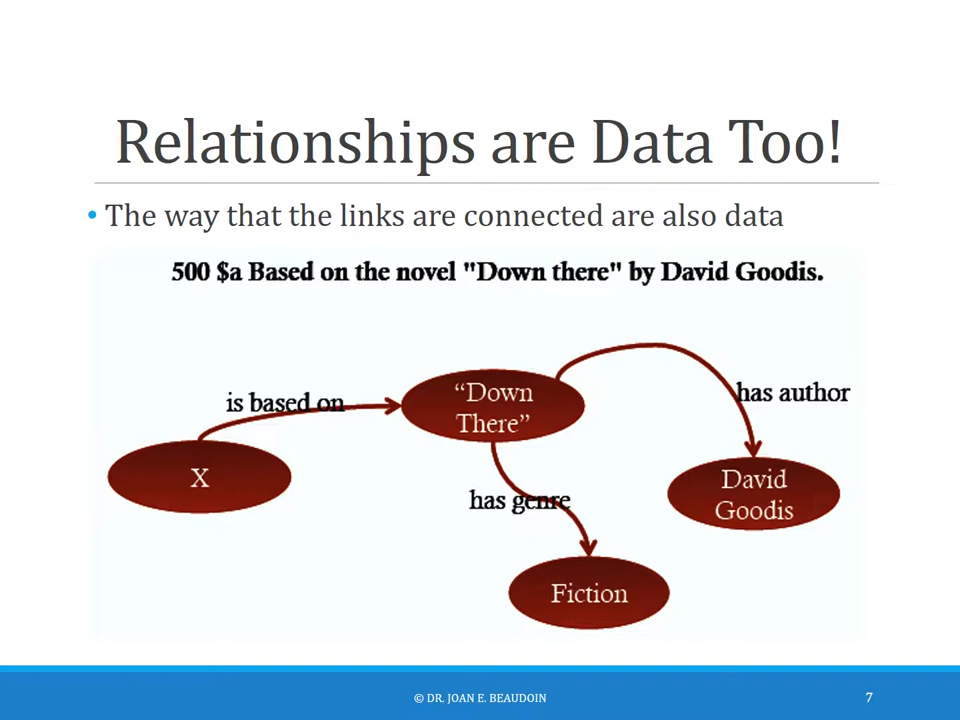 Relationships are Data Too!
• The way that the links are connected are also data
500 $a Based on the novel "Down there" by David Goodis.
is based on
“Down
There”
has author
X
has genre
David
Goodis
Fiction
© DR. JOAN E. BEAUDOIN
7